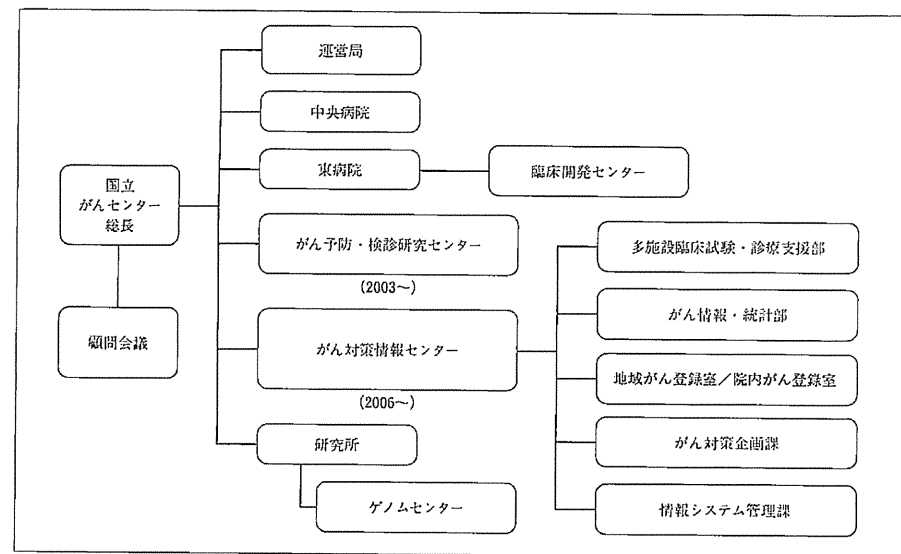 運営局
中央病院
東病院
臨床開発センター
国立
がんセンター
総長
顧問会議
がん予防・検診研究センター
(2003〜)
がん対策情報センター
(2006〜)
研究所
ゲノムセンター
多施設臨床試験・診療支援部
がん情報・統計部
地域がん登録室／院内がん登録室
がん対策企画課
情報システム管理課